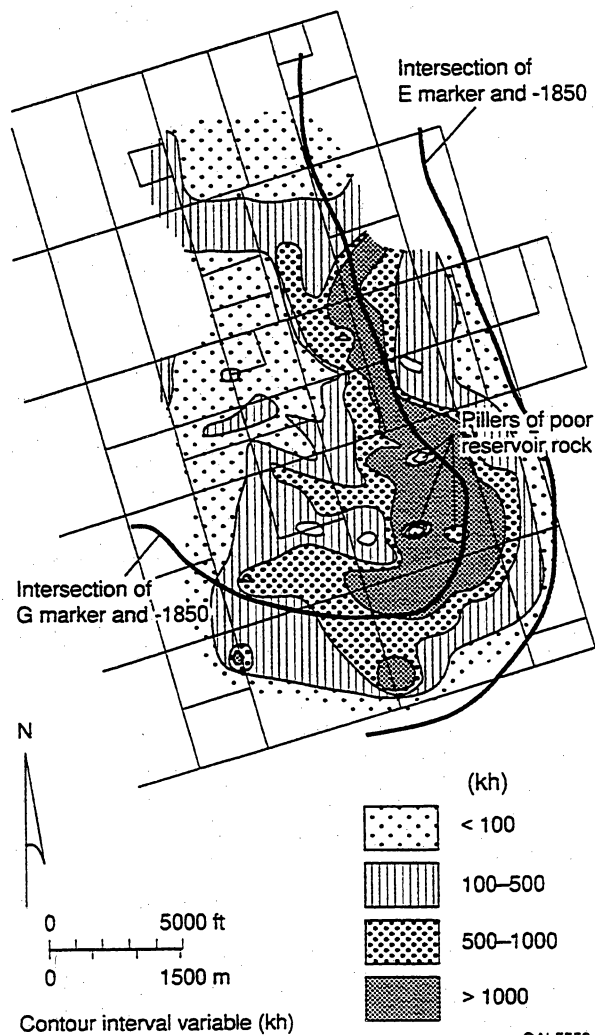 Intersection of
E marker and -1850
Pillers of poor
reservoir rock
Intersection of
G marker and -1850
N
(kh)
< 100
100–500
500–1000
> 1000
0 5000 ft
0 1500 m
Contour interval variable (kh)